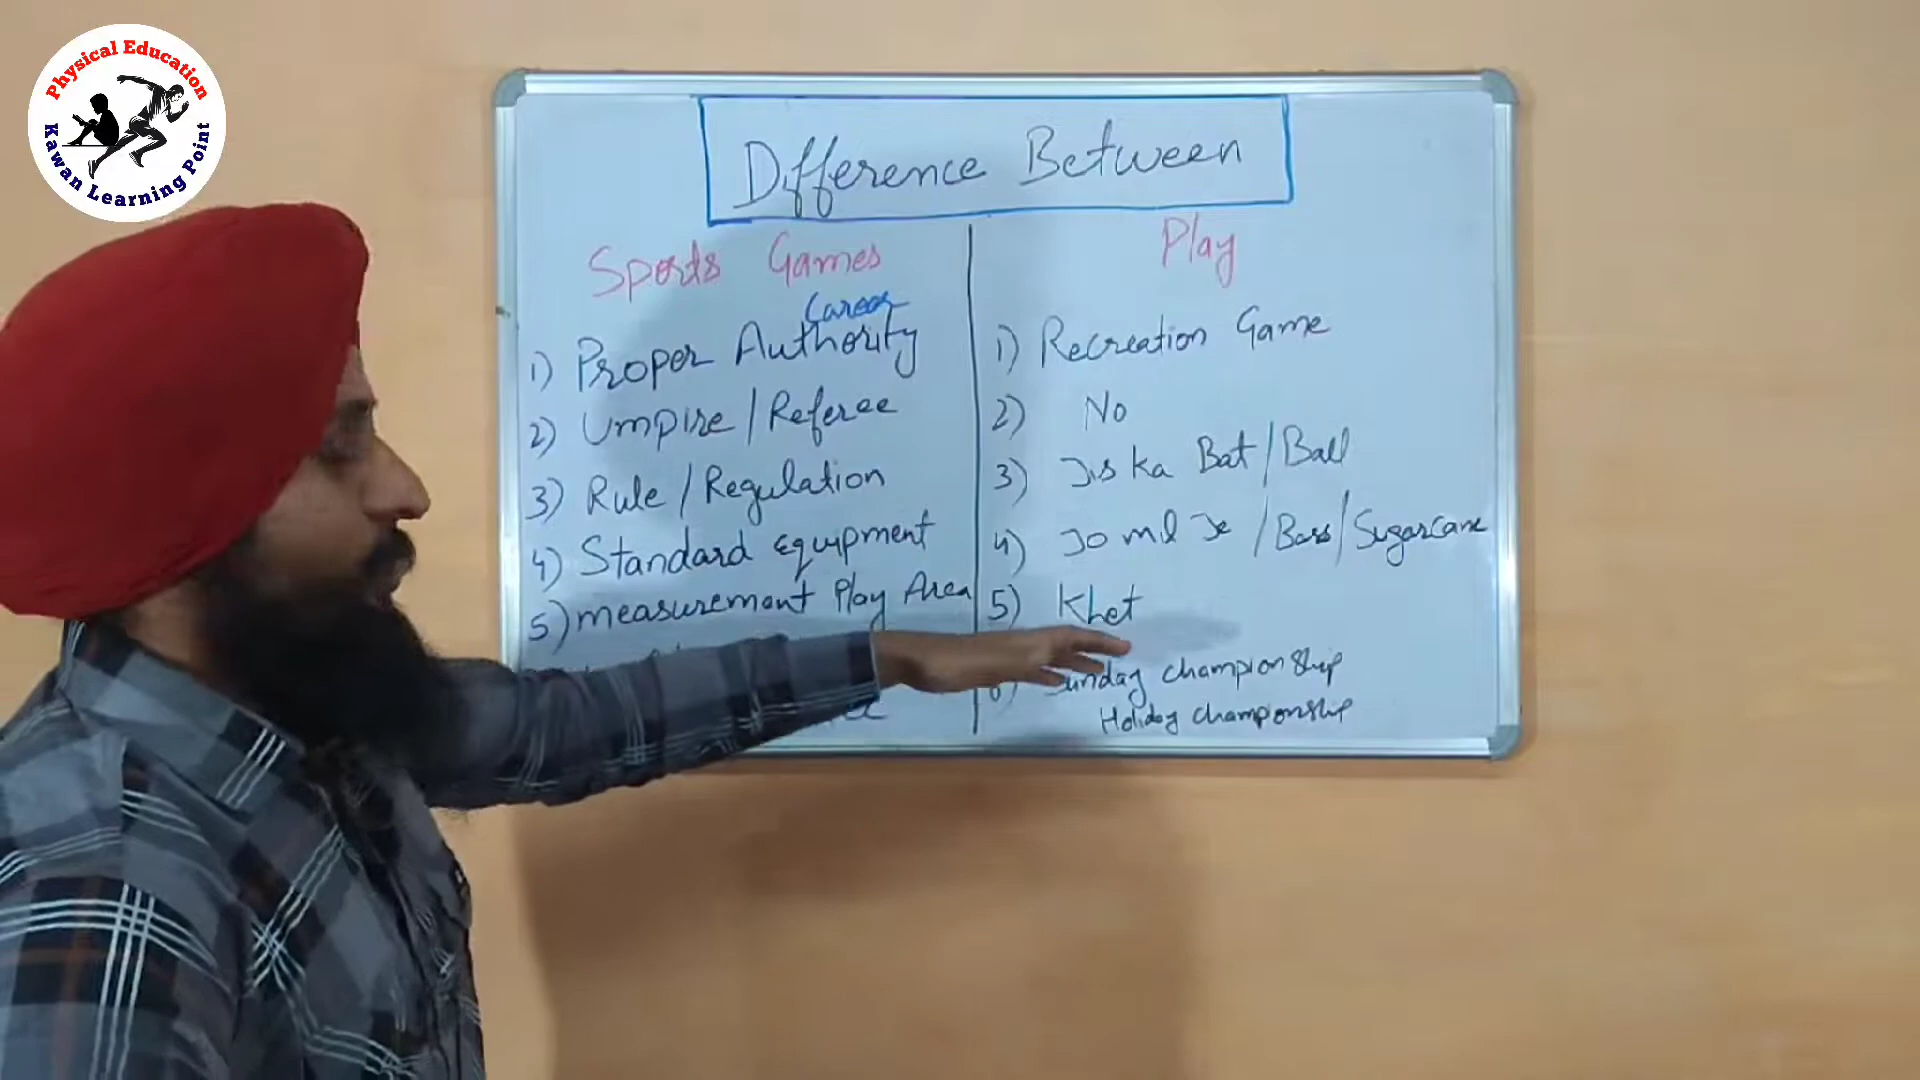 Physical Education
Kawan Learning Point
Difference Between
Sports Games
Career
1) Proper Authority
2) Umpire / Referee
3) Rule / Regulation
4) Standard equipment
5) measurement Play Area
Play
1) Recreation Game
2) No
3) Jis ka Bat / Ball
4) Jo mil Je / Bass / Sugarcane
5) Khet
6) Sunday championship
Holiday championship